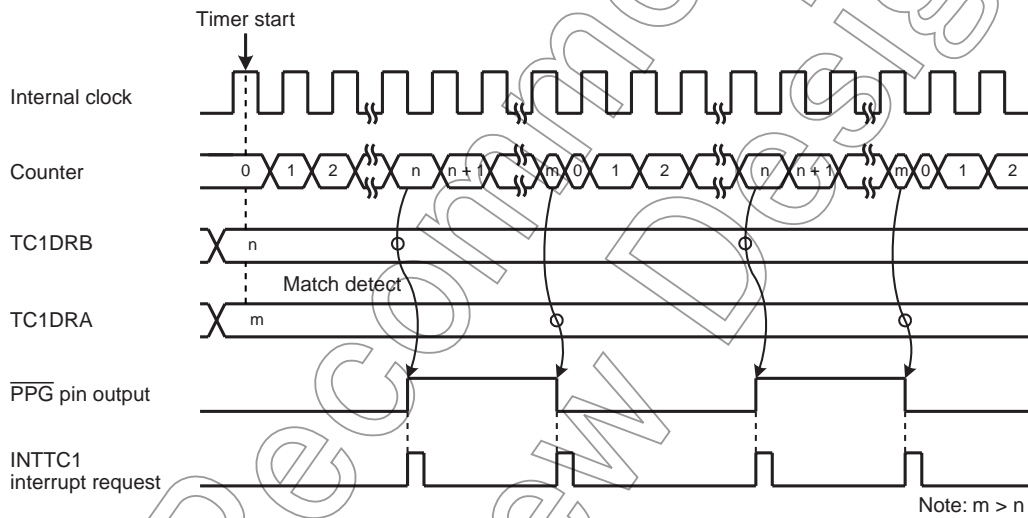 Timer start
Internal clock
Counter
0 1 2 n n + 1 m 0 1 2 n n + 1 m 0 1 2
TC1DRB
n
Match detect
TC1DRA
m
PPG pin output
INTTC1
interrupt request
Note: m > n